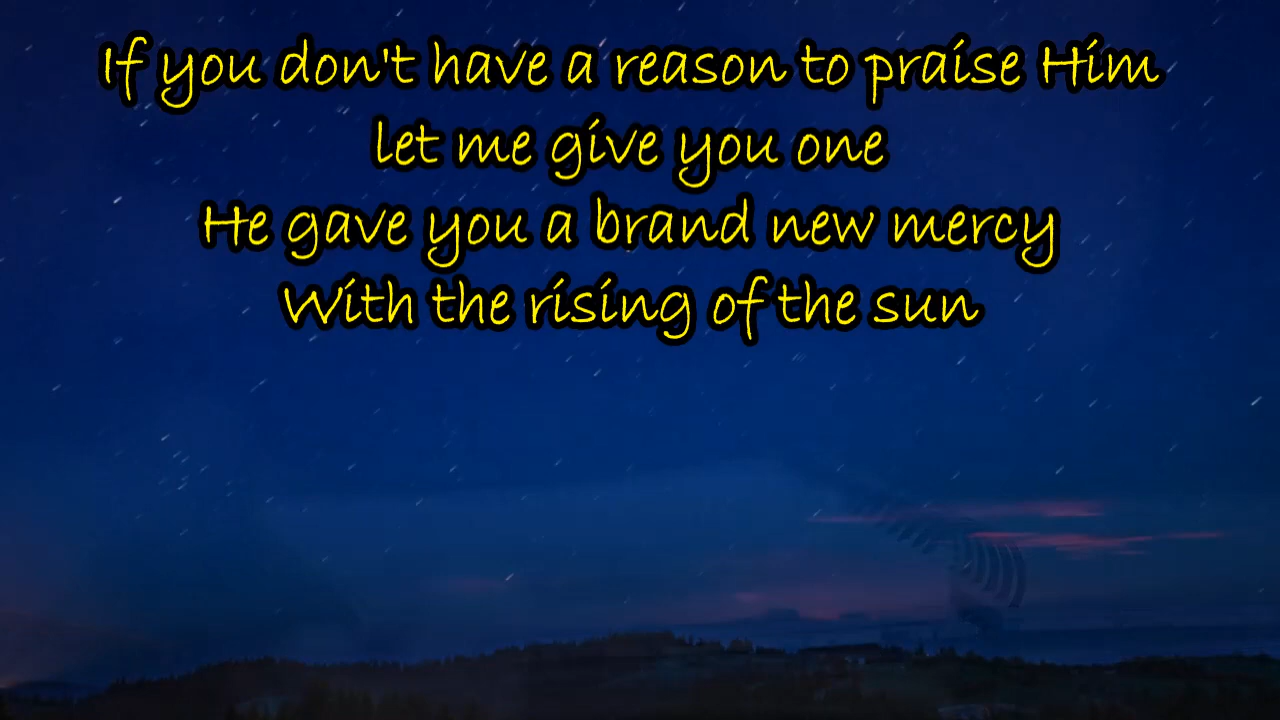 If you don't have a reason to praise Him
let me give you one
He gave you a brand new mercy
With the rising of the sun